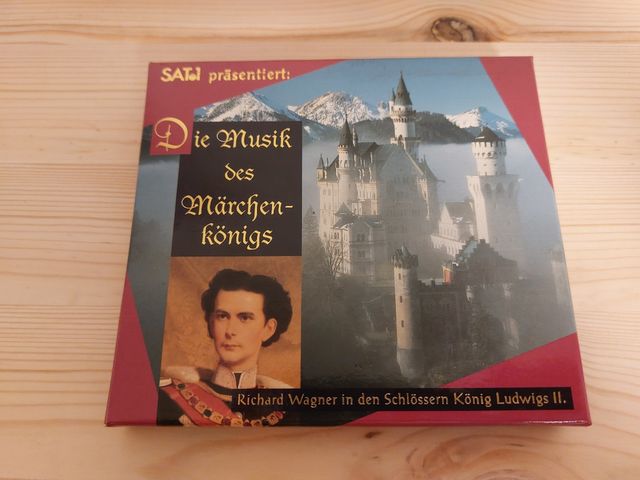 SAT.1 präsentiert:
Die Musik
des
Märchen-
königs
Richard Wagner in den Schlössern König Ludwigs II.